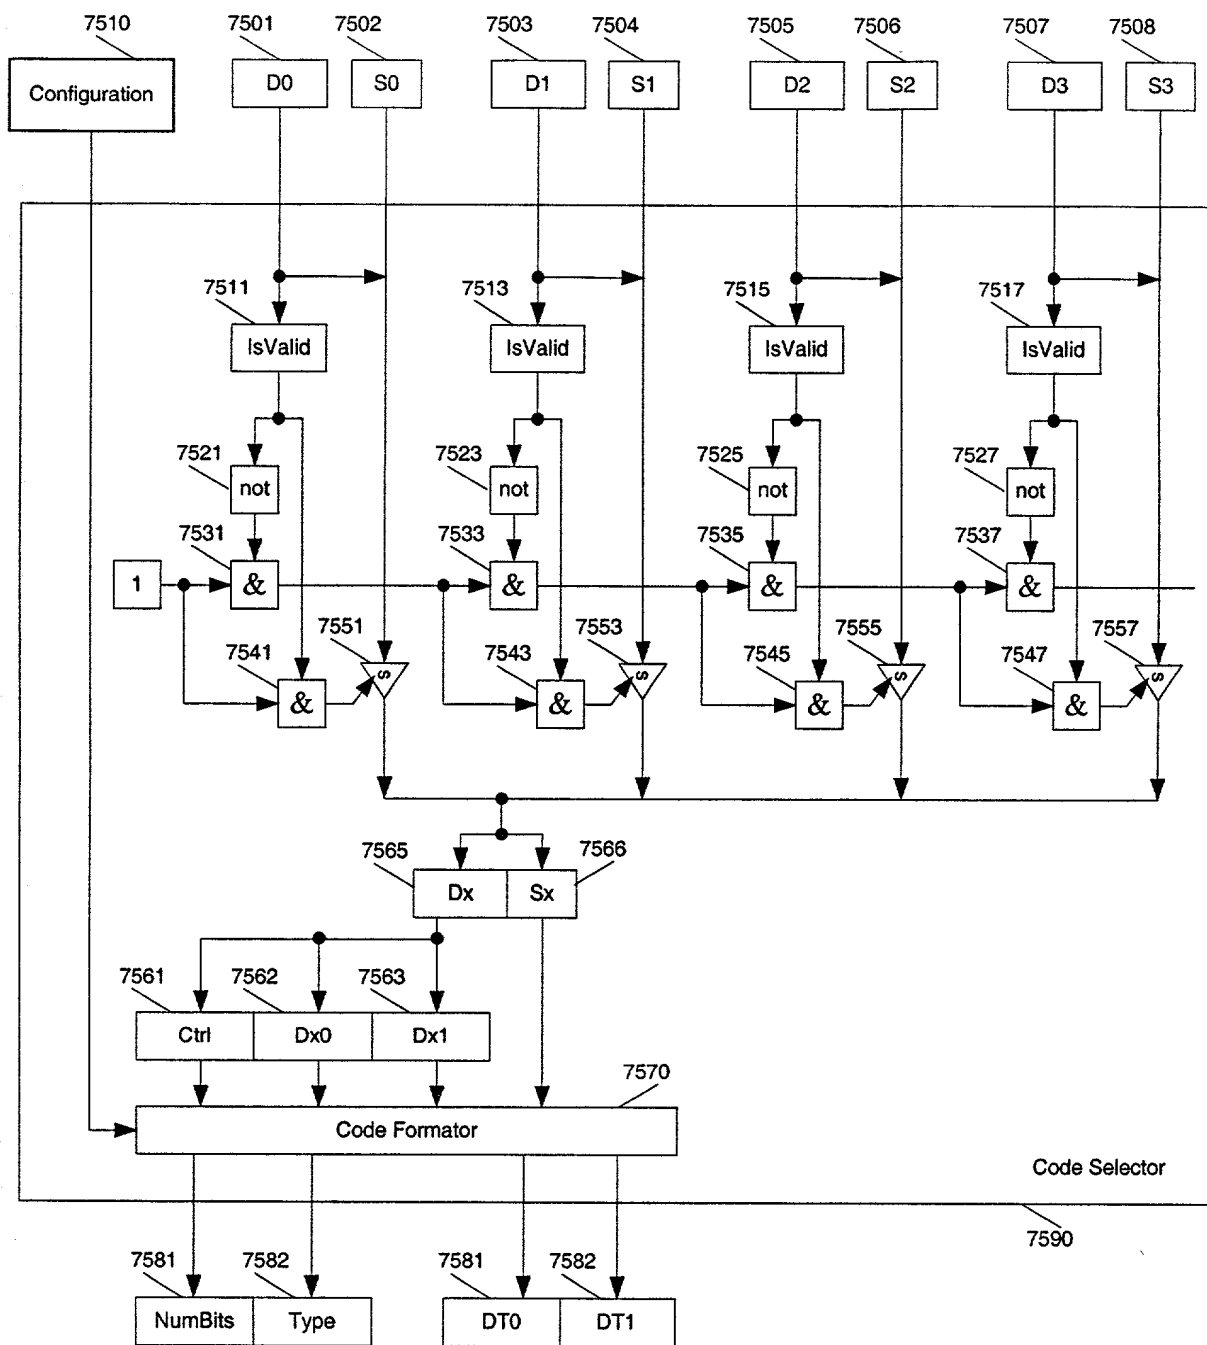 7510 7501 7502 7503 7504 7505 7506 7507 7508
Configuration D0 S0 D1 S1 D2 S2 D3 S3
7511 7513 7515 7517
IsValid IsValid IsValid IsValid
7521 7523 7525 7527
not not not not
7531 7533 7535 7537
1 & & & &
7551 7553 7555 7557
7541 7543 7545 7547
s s s s
& & & &
7565 7566
Dx Sx
7561 7562 7563
Ctrl Dx0 Dx1
7570
Code Formator
Code Selector
7590
7581 7582 7581 7582
NumBits Type DT0 DT1